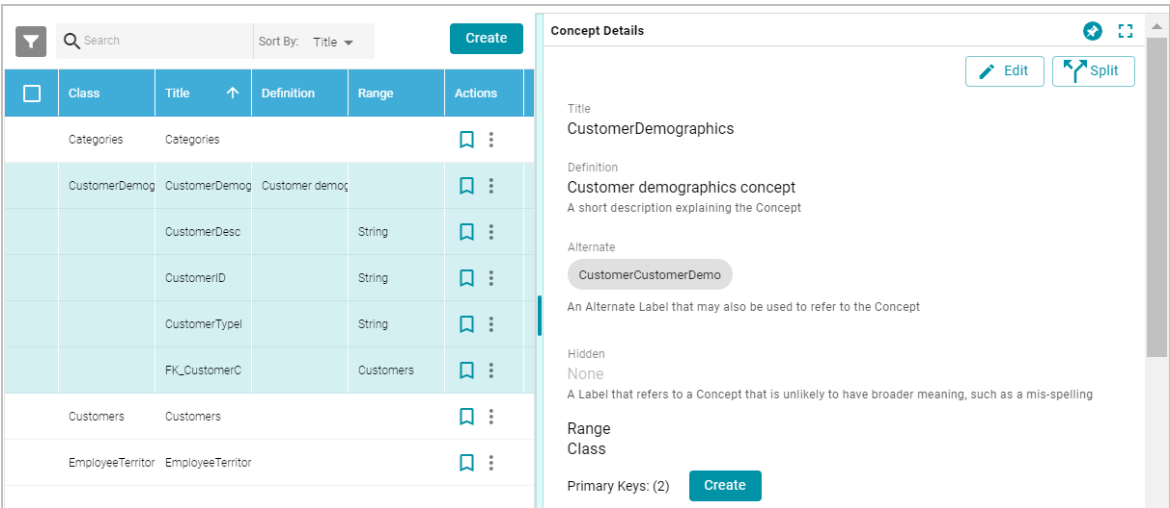 Search
Sort By: Title
Create
Class Title Definition Range Actions
Categories Categories
CustomerDemog CustomerDemog Customer demog
CustomerDesc String
CustomerID String
CustomerTypeI String
FK_CustomerC Customers
Customers Customers
EmployeeTerritor EmployeeTerritor
Concept Details
Edit Split
Title
CustomerDemographics
Definition
Customer demographics concept
A short description explaining the Concept
Alternate
CustomerCustomerDemo
An Alternate Label that may also be used to refer to the Concept
Hidden
None
A Label that refers to a Concept that is unlikely to have broader meaning, such as a mis-spelling
Range
Class
Primary Keys: (2) Create